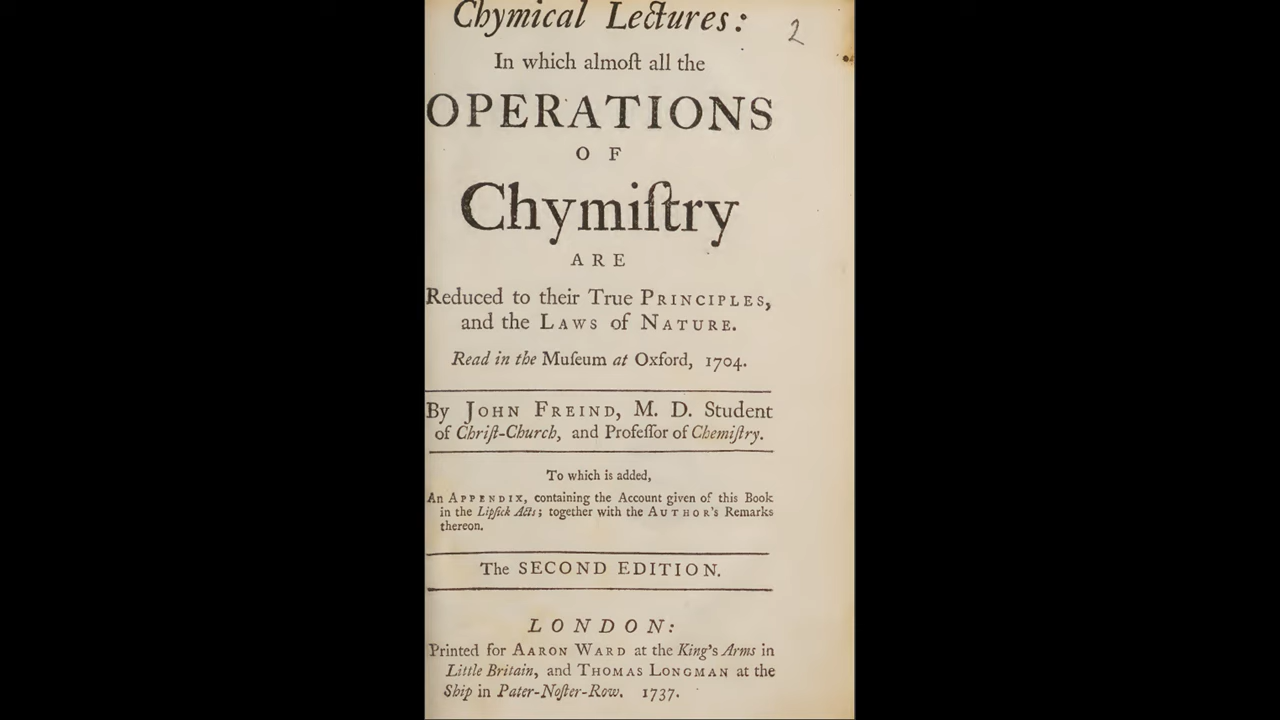 Chymical Lectures:
2
In which almoſt all the
OPERATIONS
OF
Chymiſtry
ARE
Reduced to their True PRINCIPLES,
and the LAWS of NATURE.
Read in the Muſeum at Oxford, 1704.
By JOHN FREIND, M. D. Student
of Chriſt-Church, and Profeſſor of Chemiſtry.
To which is added,
An APPENDIX, containing the Account given of this Book
in the Lipſick Acts; together with the AUTHOR's Remarks
thereon.
The SECOND EDITION.
LONDON:
Printed for AARON WARD at the King's Arms in
Little Britain, and THOMAS LONGMAN at the
Ship in Pater-Noſter-Row. 1737.